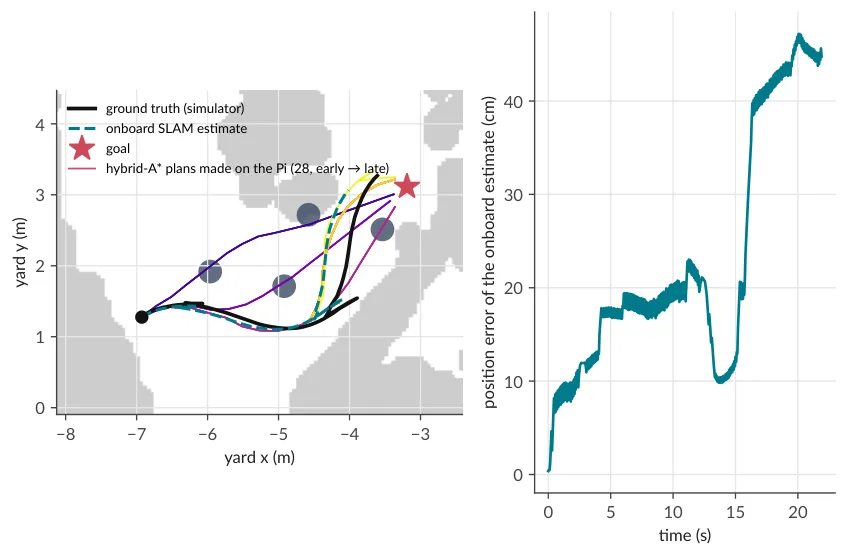 ground truth (simulator)
onboard SLAM estimate
goal
hybrid-A* plans made on the Pi (28, early → late)
4
3
2
1
0
yard y (m)
−8
−7
−6
−5
−4
−3
yard x (m)
position error of the onboard estimate (cm)
40
30
20
10
0
0
5
10
15
20
time (s)